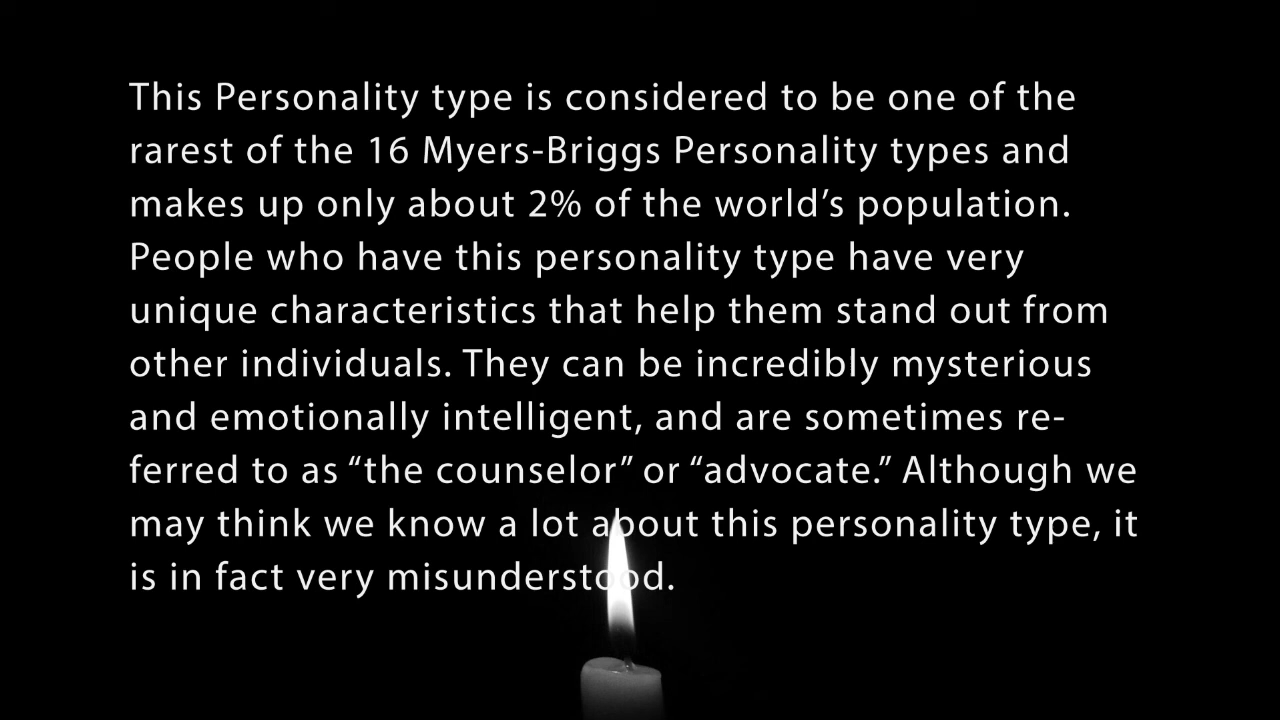 This Personality type is considered to be one of the
rarest of the 16 Myers-Briggs Personality types and
makes up only about 2% of the world’s population.
People who have this personality type have very
unique characteristics that help them stand out from
other individuals. They can be incredibly mysterious
and emotionally intelligent, and are sometimes re-
ferred to as “the counselor” or “advocate.” Although we
may think we know a lot about this personality type, it
is in fact very misunderstood.